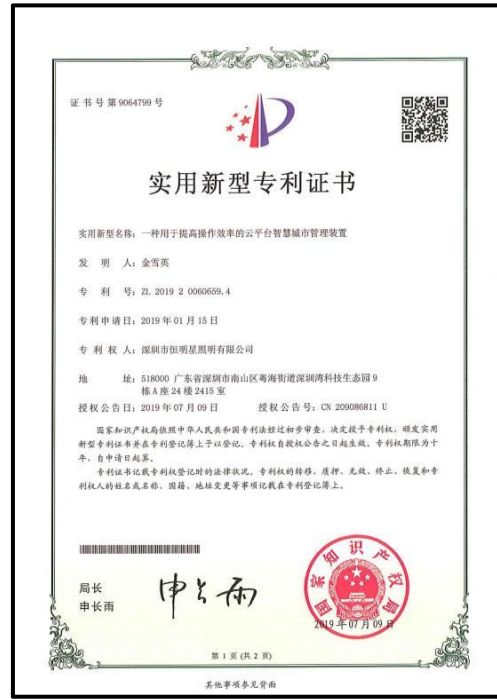 证书号第9064799号
实用新型专利证书
实用新型名称：一种用于提高操作效率的云平台智慧城市管理装置
发明人：金雪英
专利号：ZL 2019 2 0060659.4
专利申请日：2019年01月15日
专利权人：深圳市恒明星照明有限公司
地址：518000 广东省深圳市南山区粤海街道深圳湾科技生态园9
栋A座24楼2415室
授权公告日：2019年07月09日 授权公告号：CN 209086811 U
国家知识产权局依照中华人民共和国专利法经过初步审查，决定授予专利权，颁发实用
新型专利证书并在专利登记簿上予以登记。专利权自授权公告之日起生效。专利权期限为十
年，自申请日起算。
专利证书记载专利权登记时的法律状况。专利权的转移、质押、无效、终止、恢复和专
利权人的姓名或名称、国籍、地址变更等事项记载在专利登记簿上。
局长
申长雨
申长雨
国家知识产权局
2019年07月09日
第1页(共2页)
其他事项参见背面